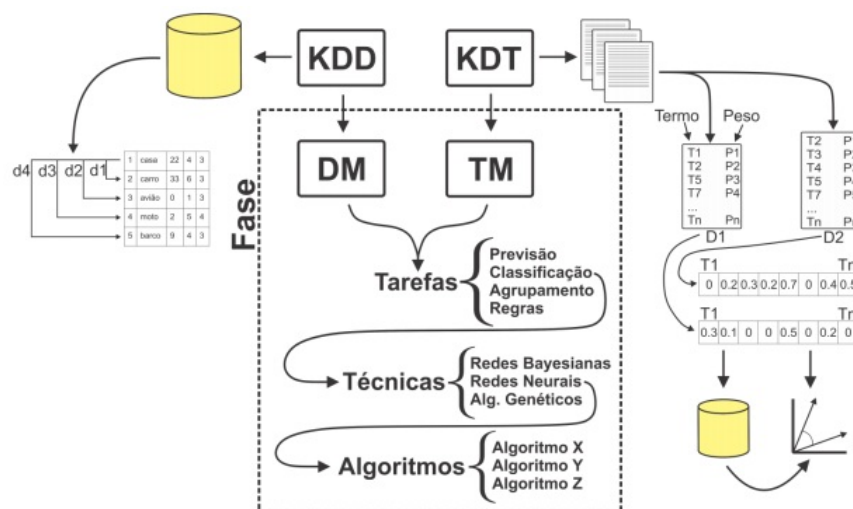 KDD
KDT
Termo
Peso
d4 d3 d2 d1
1 casa 22 4 3
2 carro 33 6 3
3 avião 0 1 3
4 moto 2 5 4
5 barco 9 4 3
Fase
DM
TM
Tarefas
Previsão
Classificação
Agrupamento
Regras
Técnicas
Redes Bayesianas
Redes Neurais
Alg. Genéticos
Algoritmos
Algoritmo X
Algoritmo Y
Algoritmo Z
T1 P1
T2 P2
T5 P3
T7 P4
...
Tn Pn
D1
T2
T3
T4
T5
T7
...
Tn
D2
T1
0 0.2 0.3 0.2 0.7 0 0.4
T1
0.3 0.1 0 0 0.5 0 0.2